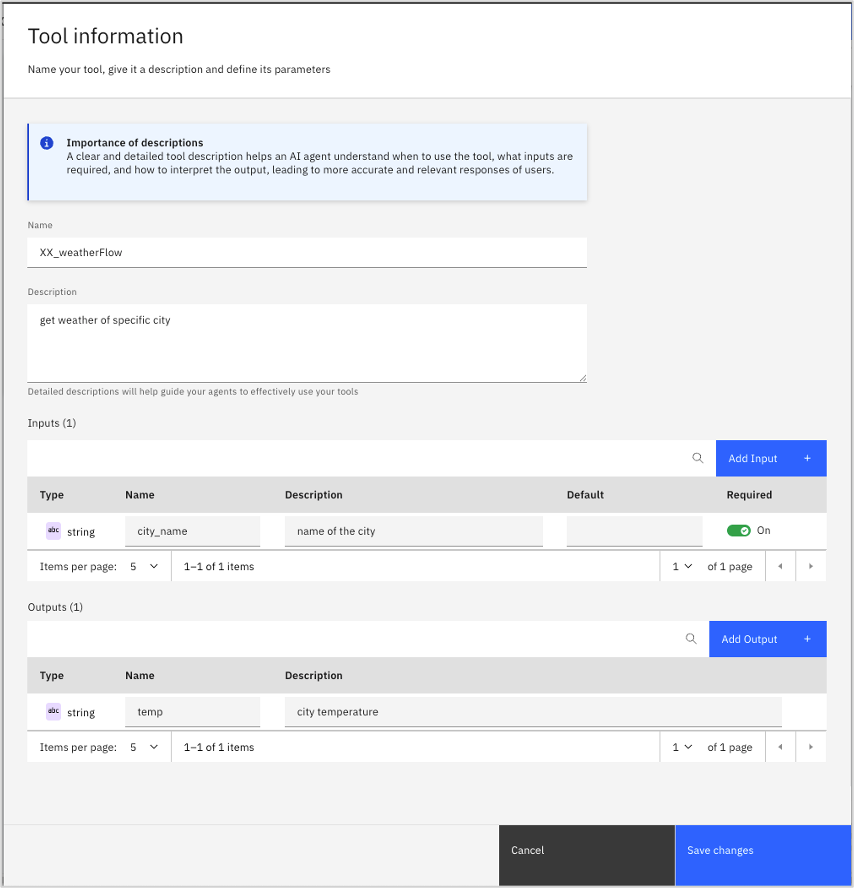 Tool information
Name your tool, give it a description and define its parameters
Importance of descriptions
A clear and detailed tool description helps an AI agent understand when to use the tool, what inputs are
required, and how to interpret the output, leading to more accurate and relevant responses of users.
Name
XX_weatherFlow
Description
get weather of specific city
Detailed descriptions will help guide your agents to effectively use your tools
Inputs (1)
Add Input +
Type Name Description Default Required
abc string city_name name of the city On
Items per page: 5 1–1 of 1 items 1 of 1 page
Outputs (1)
Add Output +
Type Name Description
abc string temp city temperature
Items per page: 5 1–1 of 1 items 1 of 1 page
Cancel Save changes